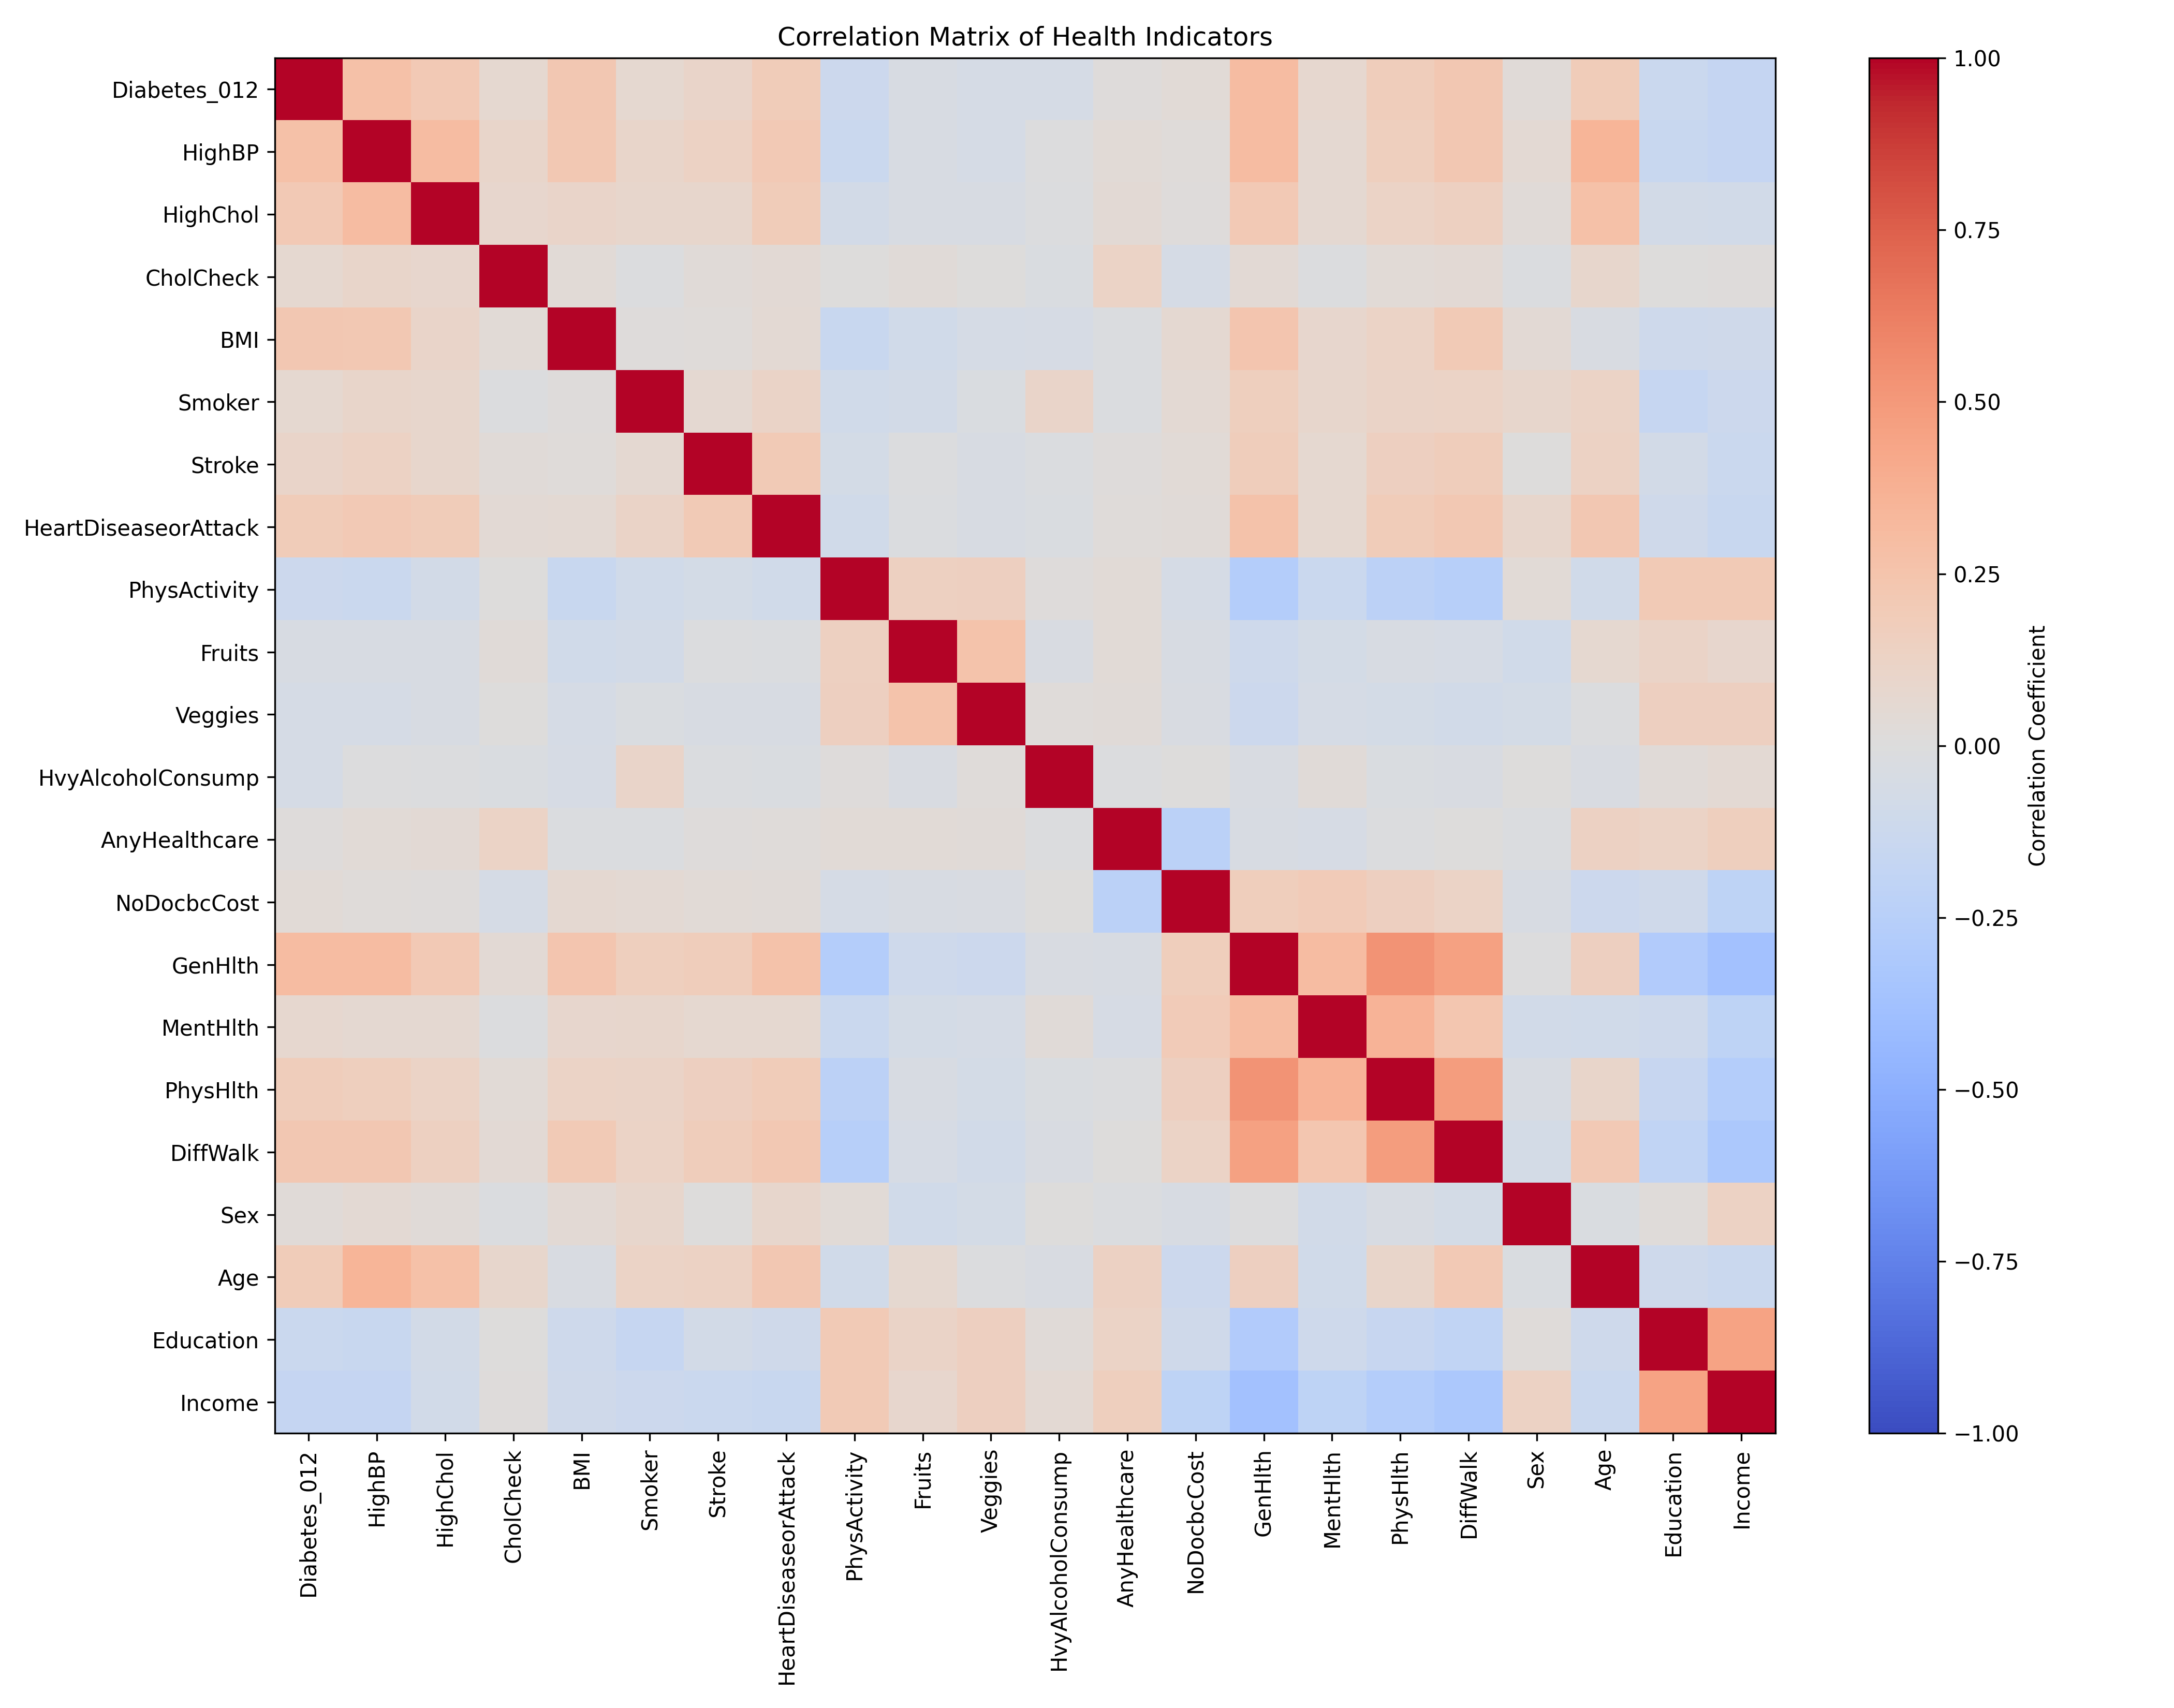 Correlation Matrix of Health Indicators
Diabetes_012
HighBP
HighChol
CholCheck
BMI
Smoker
Stroke
HeartDiseaseorAttack
PhysActivity
Fruits
Veggies
HvyAlcoholConsump
AnyHealthcare
NoDocbcCost
GenHlth
MentHlth
PhysHlth
DiffWalk
Sex
Age
Education
Income
Diabetes_012
HighBP
HighChol
CholCheck
BMI
Smoker
Stroke
HeartDiseaseorAttack
PhysActivity
Fruits
Veggies
HvyAlcoholConsump
AnyHealthcare
NoDocbcCost
GenHlth
MentHlth
PhysHlth
DiffWalk
Sex
Age
Education
Income
1.00
0.75
0.50
0.25
0.00
−0.25
−0.50
−0.75
−1.00
Correlation Coefficient